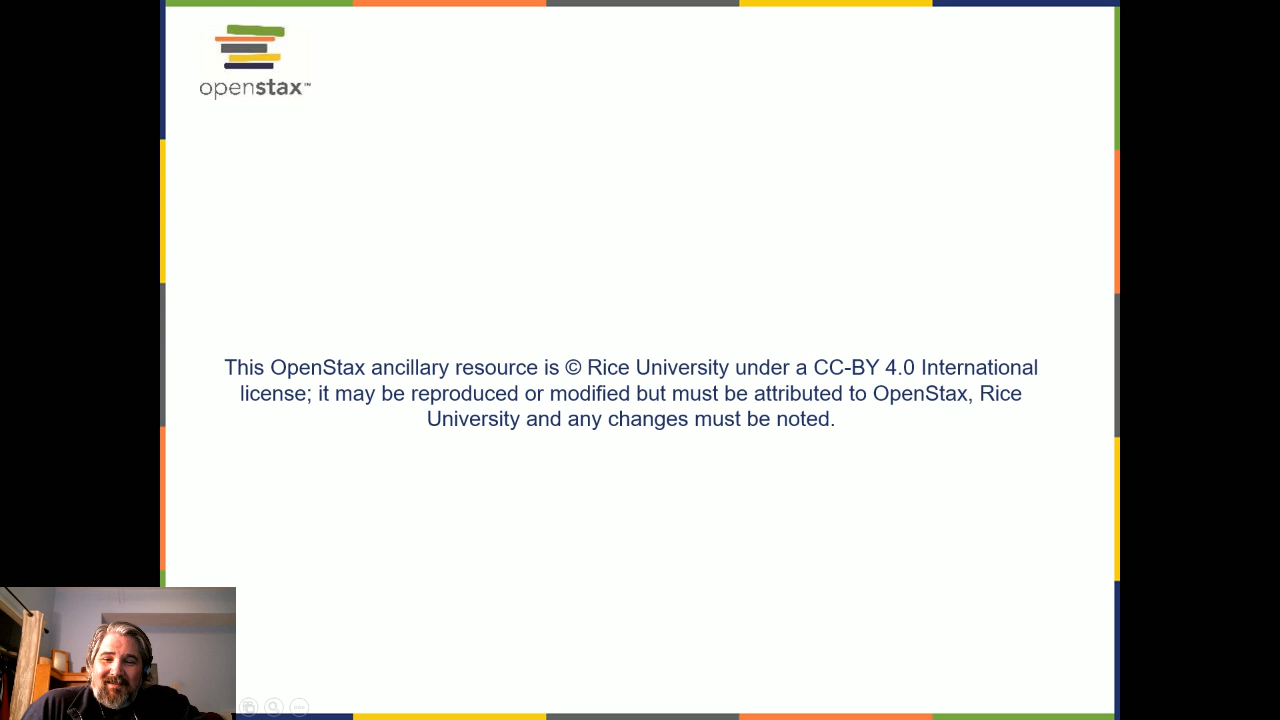 openstax™
This OpenStax ancillary resource is © Rice University under a CC-BY 4.0 International
license; it may be reproduced or modified but must be attributed to OpenStax, Rice
University and any changes must be noted.